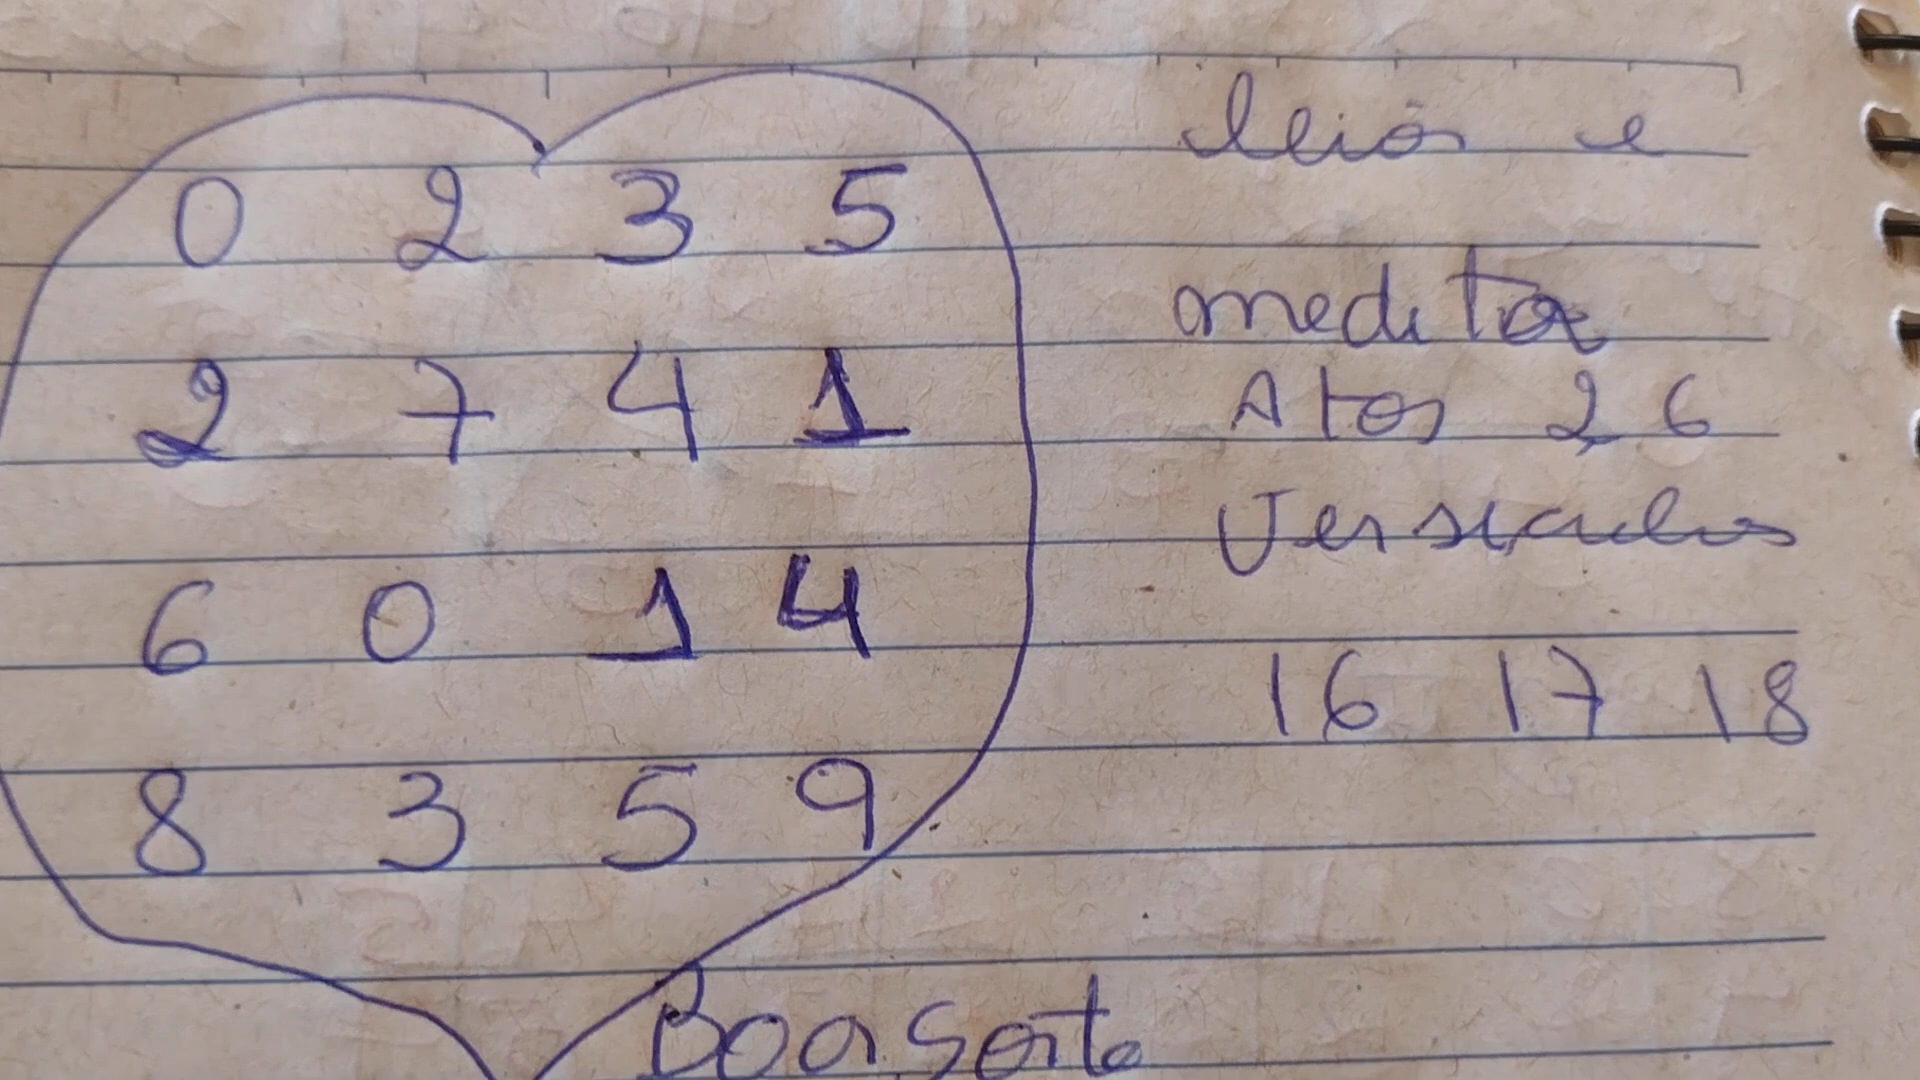 0 2 3 5
2 7 4 1
6 0 1 4
8 3 5 9
leia e
medita
Atos 26
Versiculos
16 17 18
Boa Sorte